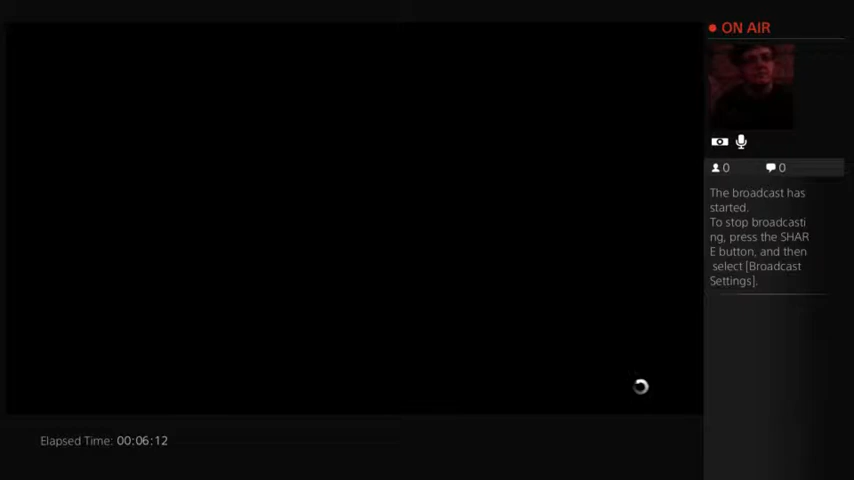 ON AIR
0 0
The broadcast has
started.
To stop broadcasti
ng, press the SHAR
E button, and then
select [Broadcast
Settings].
Elapsed Time: 00:06:12